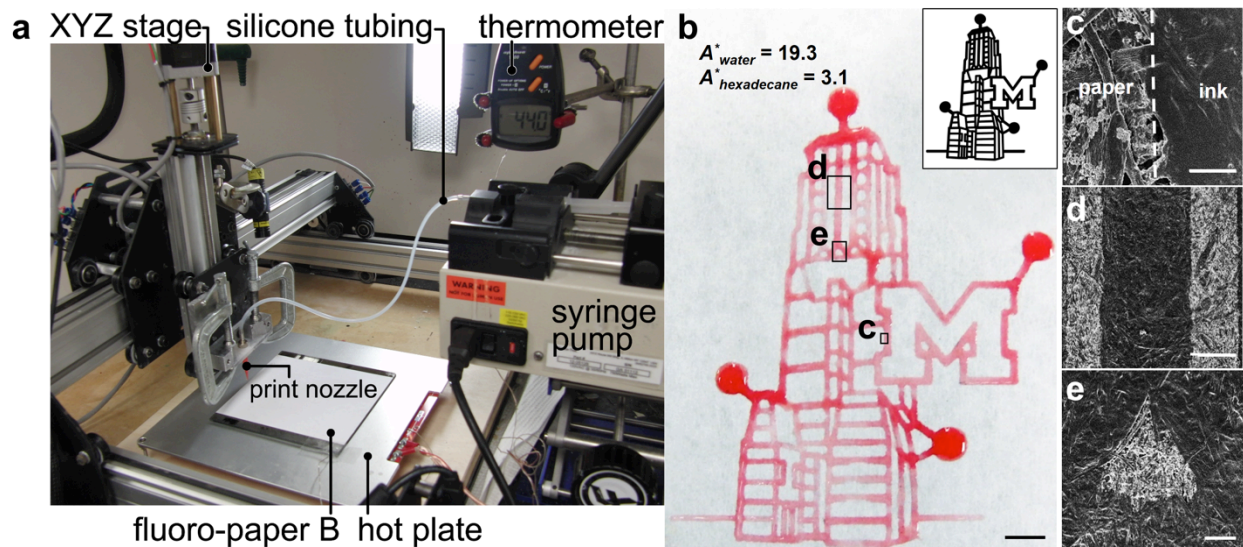 a
XYZ stage
silicone tubing
thermometer
44.0
WARNING
syringe
pump
print nozzle
fluoro-paper B
hot plate
b
A*water = 19.3
A*hexadecane = 3.1
M
d
e
c
M
c
paper
ink
d
e